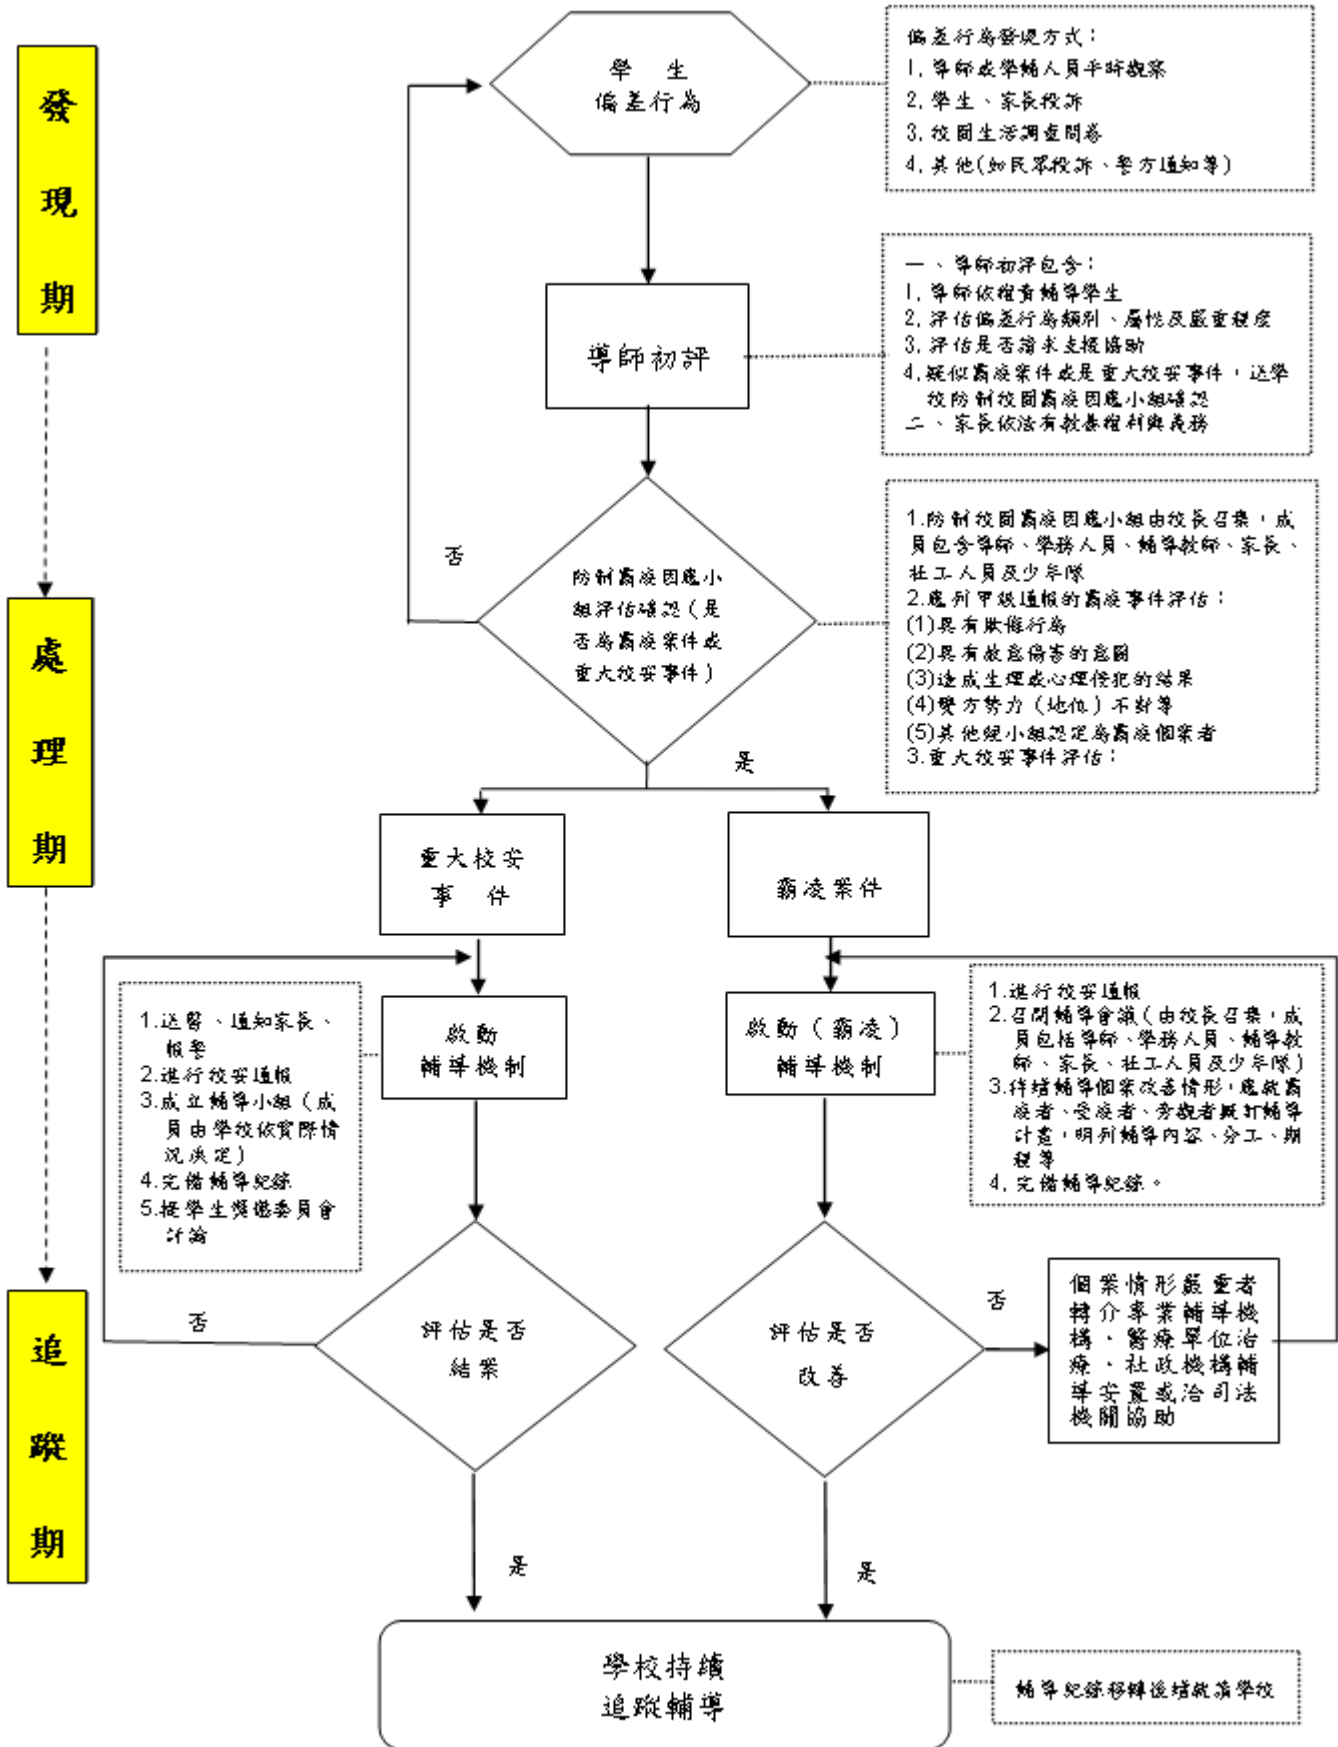 發現期
學 生
偏差行為
偏差行為發現方式：
1. 導師或學輔人員平時觀察
2. 學生、家長投訴
3. 校園生活調查問卷
4. 其他(如民眾投訴、警方通知等)
導師初評
一、導師初評包含：
1. 導師依權責輔導學生
2. 評估偏差行為類別、屬性及嚴重程度
3. 評估是否請求支援協助
4. 疑似霸凌案件或是重大校安事件，送學
校防制校園霸凌因應小組確認
二、家長依法有教養權利與義務
處理期
否
防制霸凌因應小
組評估確認(是
否為霸凌案件或
重大校安事件)
是
1.防制校園霸凌因應小組由校長召集，成
員包含導師、學務人員、輔導教師、家長、
社工人員及少年隊
2.應列甲級通報的霸凌事件評估：
(1)具有欺侮行為
(2)具有故意傷害的意圖
(3)造成生理或心理侵犯的結果
(4)雙方勢力（地位）不對等
(5)其他經小組認定為霸凌個案者
3.重大校安事件評估：
重大校安
事 件
霸凌案件
1.送醫、通知家長、
報警
2.進行校安通報
3.成立輔導小組（成
員由學校依實際情
況決定）
4.完備輔導紀錄
5.提學生獎懲委員會
討論
啟動
輔導機制
啟動（霸凌）
輔導機制
1.進行校安通報
2.召開輔導會議(由校長召集，成
員包括導師、學務人員、輔導教
師、家長、社工人員及少年隊)
3.持續輔導個案改善情形，應就霸
凌者、受凌者、旁觀者擬訂輔導
計畫，明列輔導內容、分工、期
程等
4. 完備輔導紀錄。
追蹤期
否
評估是否
結案
是
評估是否
改善
否
是
個案情形嚴重者
轉介專業輔導機
構、醫療單位治
療、社政機構輔
導安置或洽司法
機關協助
學校持續
追蹤輔導
輔導紀錄移轉後續就讀學校